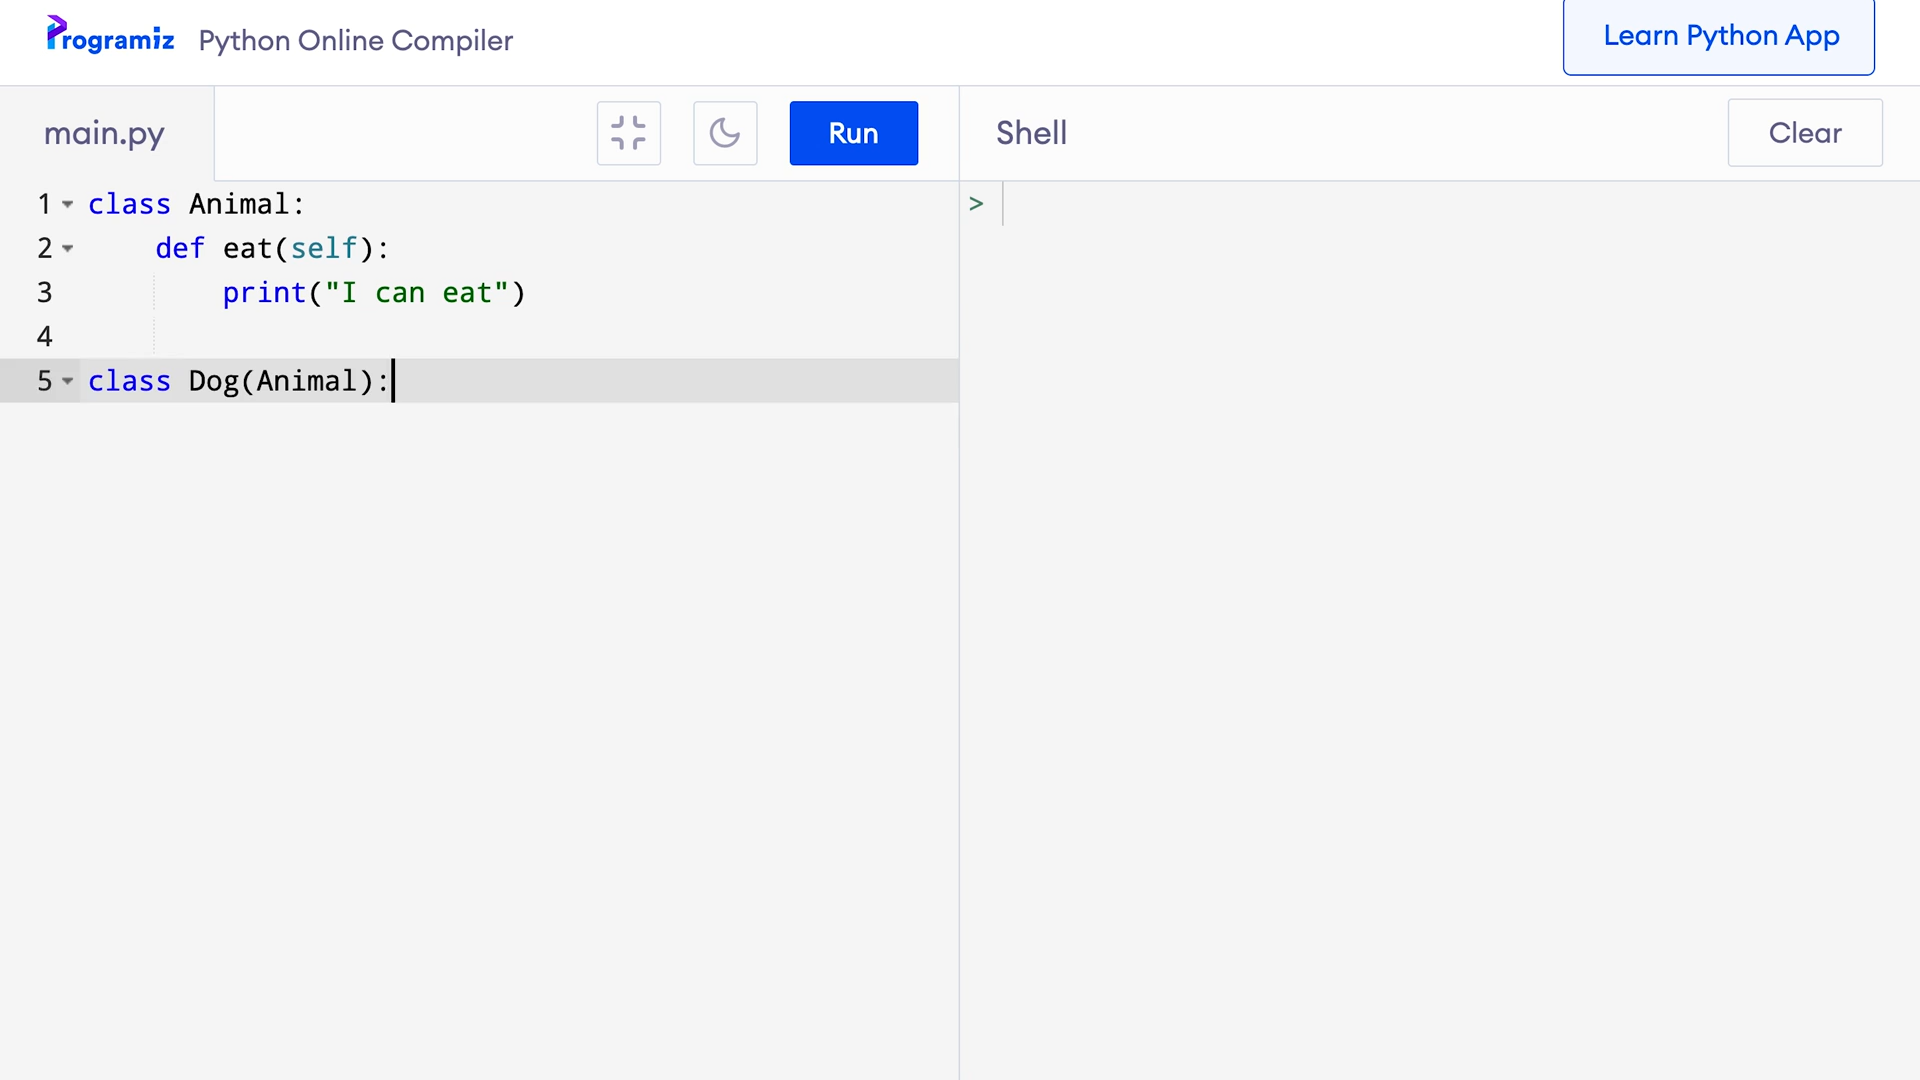 Programiz Python Online Compiler
Learn Python App
main.py
Run
Shell
Clear
1 class Animal:
2     def eat(self):
3         print("I can eat")
4
5 class Dog(Animal):
>